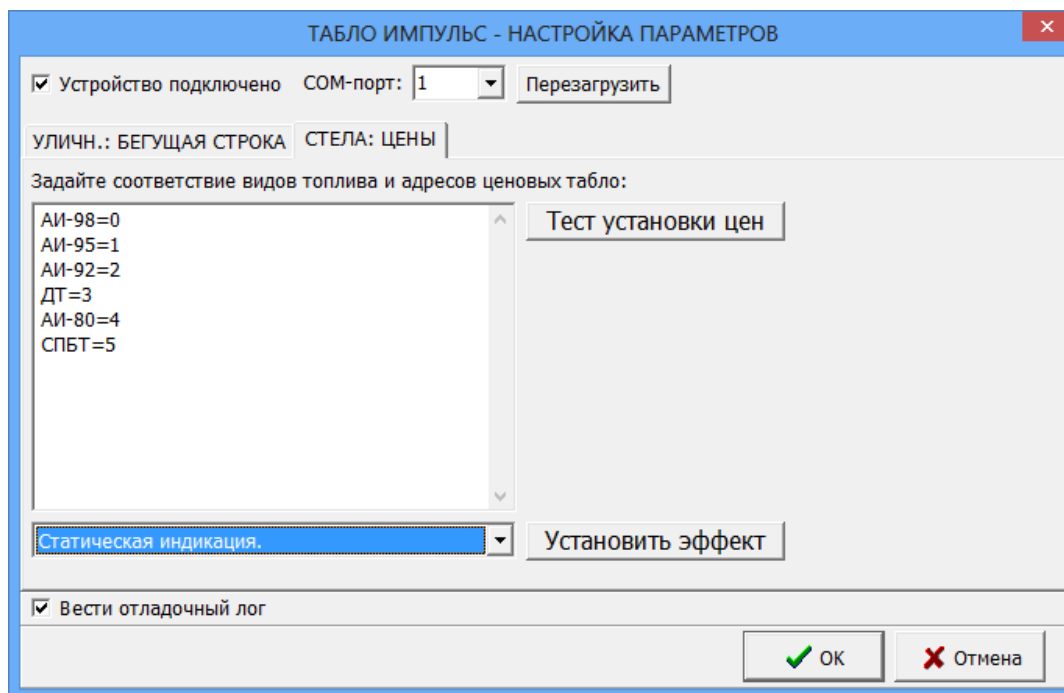 ТАБЛО ИМПУЛЬС - НАСТРОЙКА ПАРАМЕТРОВ
Устройство подключено COM-порт: 1 Перезагрузить
УЛИЧН.: БЕГУЩАЯ СТРОКА СТЕЛА: ЦЕНЫ
Задайте соответствие видов топлива и адресов ценовых табло:
АИ-98=0
Тест установки цен
АИ-95=1
АИ-92=2
ДТ=3
АИ-80=4
СПБТ=5
Статическая индикация. Установить эффект
Вести отладочный лог
OK Отмена